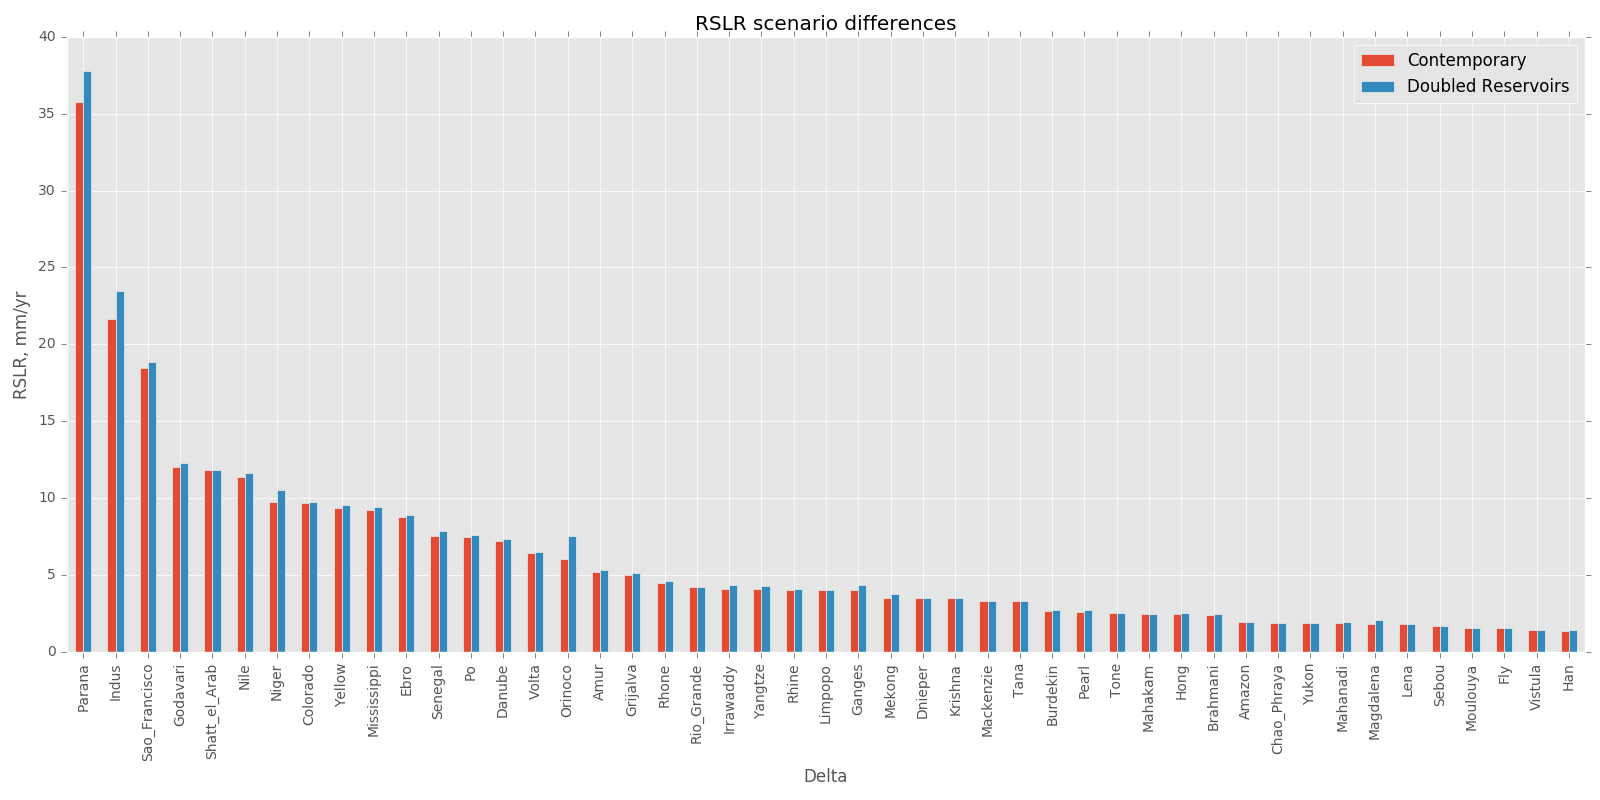 RSLR scenario differences
Contemporary
Doubled Reservoirs
RSLR, mm/yr
40
35
30
25
20
15
10
5
0
Parana
Indus
Sao_Francisco
Godavari
Shatt_el_Arab
Nile
Niger
Colorado
Yellow
Mississippi
Ebro
Senegal
Po
Danube
Volta
Orinoco
Amur
Grijalva
Rhone
Rio_Grande
Irrawaddy
Yangtze
Rhine
Limpopo
Ganges
Mekong
Dnieper
Krishna
Mackenzie
Tana
Burdekin
Pearl
Tone
Mahakam
Hong
Brahmani
Amazon
Chao_Phraya
Yukon
Mahanadi
Magdalena
Lena
Sebou
Moulouya
Fly
Vistula
Han
Delta